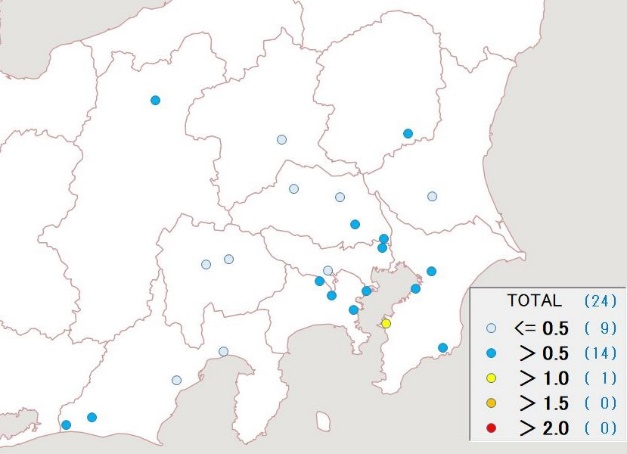 TOTAL (24)
<= 0.5 ( 9)
> 0.5 (14)
> 1.0 ( 1)
> 1.5 ( 0)
> 2.0 ( 0)